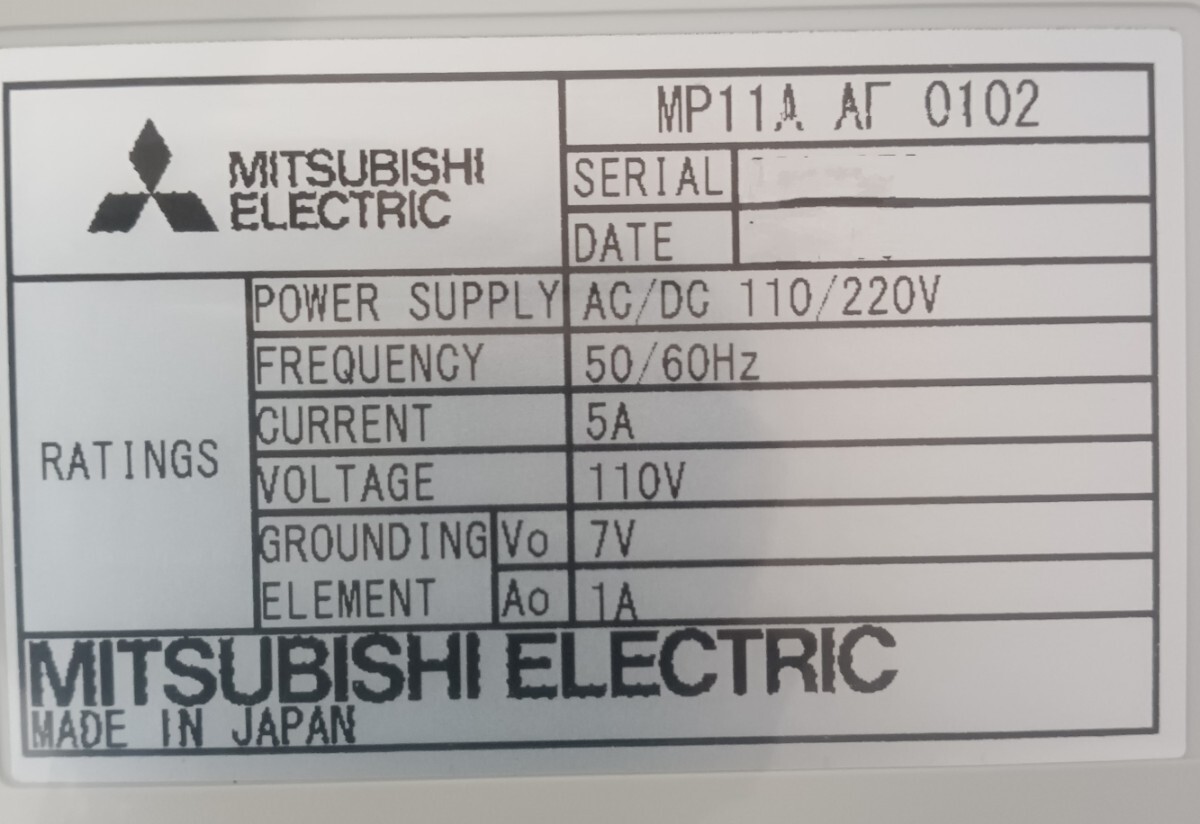 MITSUBISHI
ELECTRIC
MP11A AГ 0102
SERIAL
DATE
RATINGS
POWER SUPPLY AC/DC 110/220V
FREQUENCY 50/60Hz
CURRENT 5A
VOLTAGE 110V
GROUNDING Vo 7V
ELEMENT Ao 1A
MITSUBISHI ELECTRIC
MADE IN JAPAN